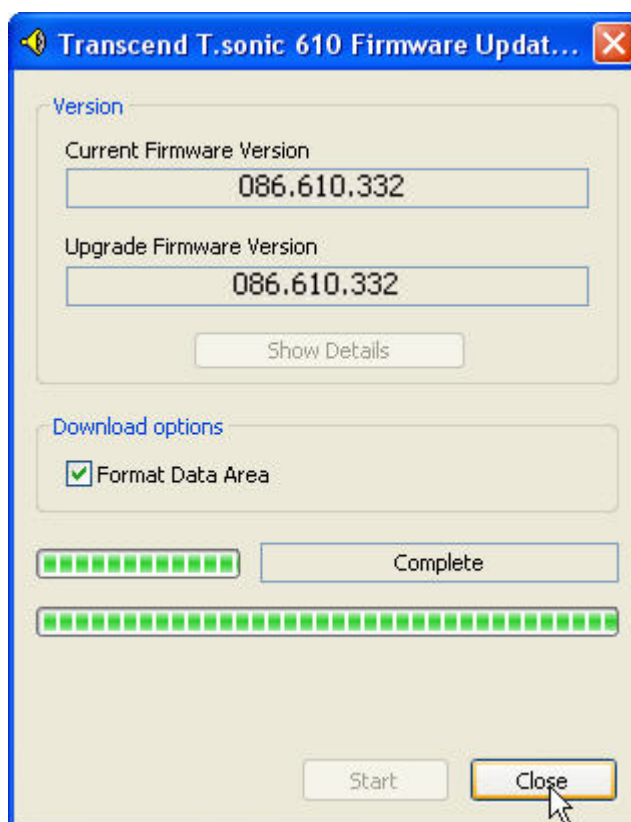 Transcend T.sonic 610 Firmware Updat...
Version
Current Firmware Version
086.610.332
Upgrade Firmware Version
086.610.332
Show Details
Download options
Format Data Area
Complete
Start
Close